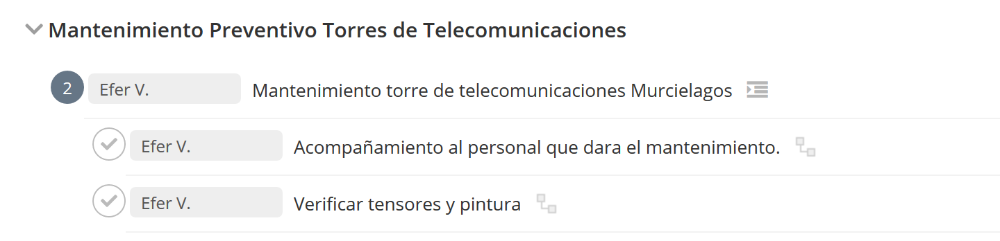 Mantenimiento Preventivo Torres de Telecomunicaciones
2 Efer V. Mantenimiento torre de telecomunicaciones Murcielagos
Efer V. Acompañamiento al personal que dara el mantenimiento.
Efer V. Verificar tensores y pintura